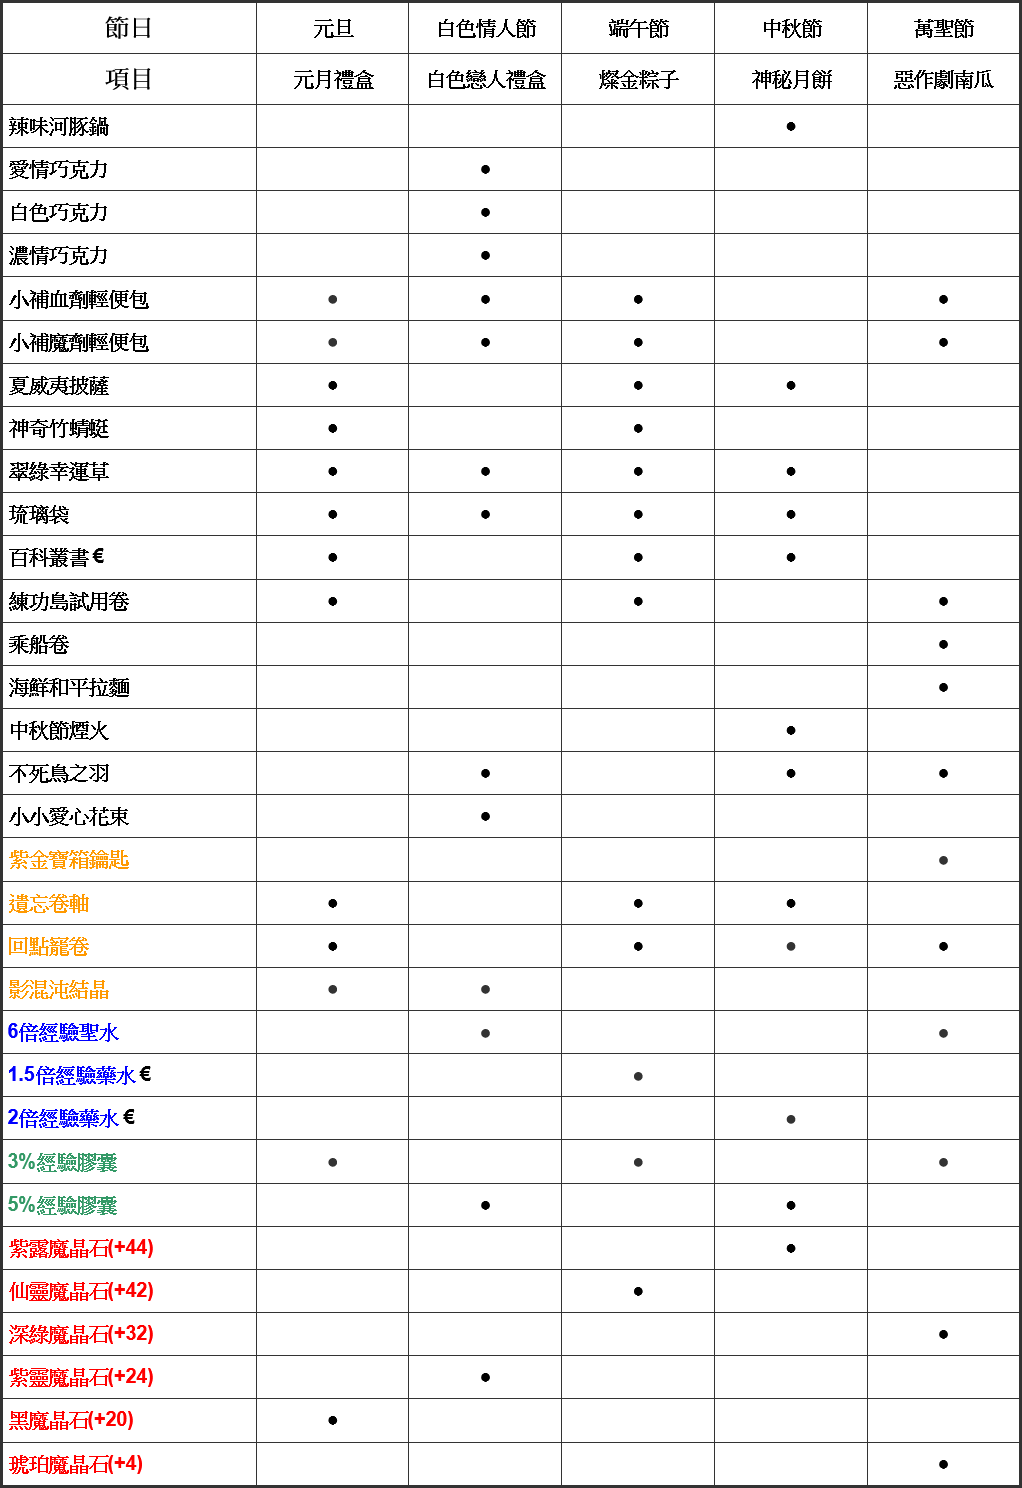 節日 元旦 白色情人節 端午節 中秋節 萬聖節
項目 元月禮盒 白色戀人禮盒 燦金粽子 神秘月餅 惡作劇南瓜
辣味河豚鍋 ●
愛情巧克力 ●
白色巧克力 ●
濃情巧克力 ●
小補血劑輕便包 ● ● ● ●
小補魔劑輕便包 ● ● ● ●
夏威夷披薩 ● ● ●
神奇竹蜻蜓 ● ●
翠綠幸運草 ● ● ● ●
琉璃袋 ● ● ● ●
百科叢書€ ● ● ●
練功島試用卷 ● ● ●
乘船卷 ●
海鮮和平拉麵 ●
中秋節煙火 ●
不死鳥之羽 ● ● ●
小小愛心花束 ●
紫金寶箱鑰匙 ●
遺忘卷軸 ● ● ●
回點寵卷 ● ● ● ●
影混沌結晶 ● ●
6倍經驗聖水 ● ●
1.5倍經驗藥水€ ●
2倍經驗藥水€ ●
3%經驗膠囊 ● ● ●
5%經驗膠囊 ● ●
紫露魔晶石(+44) ●
仙靈魔晶石(+42) ●
深綠魔晶石(+32) ●
紫靈魔晶石(+24) ●
黑魔晶石(+20) ●
琥珀魔晶石(+4) ●